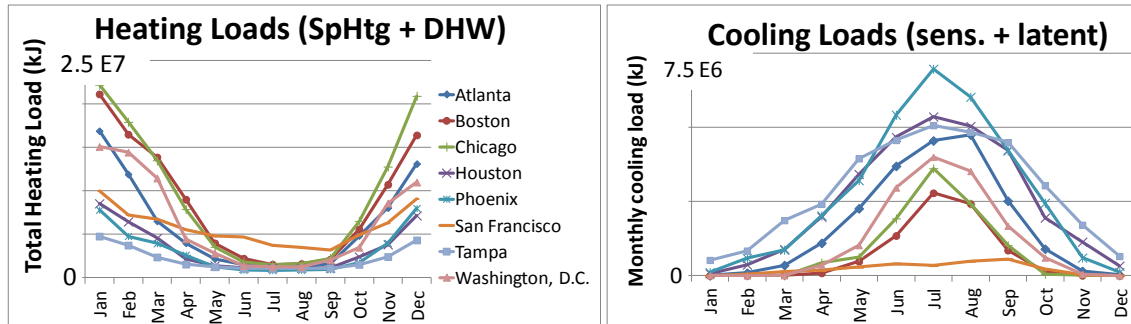 Heating Loads (SpHtg + DHW)
Total Heating Load (kJ)
2.5 E7
0
Jan
Feb
Mar
Apr
May
Jun
Jul
Aug
Sep
Oct
Nov
Dec
Atlanta
Boston
Chicago
Houston
Phoenix
San Francisco
Tampa
Washington, D.C.
Cooling Loads (sens. + latent)
Monthly cooling load (kJ)
7.5 E6
0
Jan
Feb
Mar
Apr
May
Jun
Jul
Aug
Sep
Oct
Nov
Dec